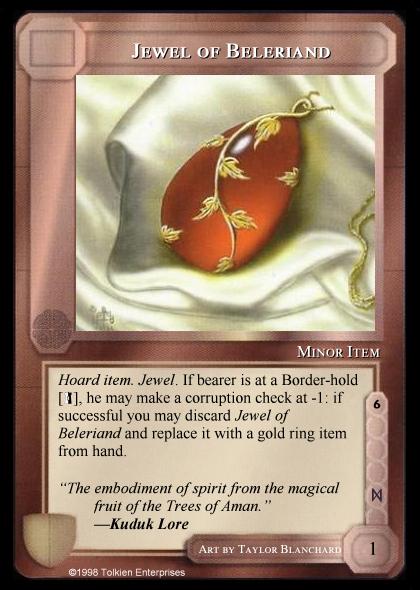 JEWEL OF BELERIAND
MINOR ITEM
Hoard item. Jewel. If bearer is at a Border-hold
[], he may make a corruption check at -1: if
successful you may discard Jewel of
Beleriand and replace it with a gold ring item
from hand.
6
“The embodiment of spirit from the magical
fruit of the Trees of Aman.”
—Kuduk Lore
ART BY TAYLOR BLANCHARD
1
©1998 Tolkien Enterprises